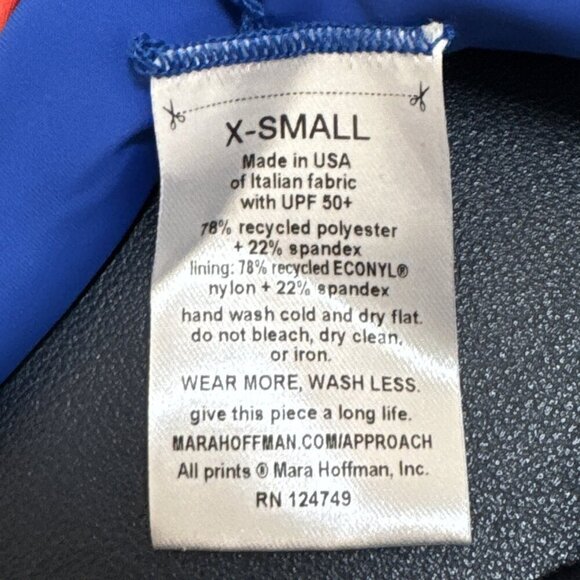 X-SMALL
Made in USA
of Italian fabric
with UPF 50+
78% recycled polyester
+ 22% spandex
lining: 78% recycled ECONYL®
nylon + 22% spandex
hand wash cold and dry flat.
do not bleach, dry clean,
or iron.
WEAR MORE, WASH LESS.
give this piece a long life.
MARAHOFFMAN.COM/APPROACH
All prints ® Mara Hoffman, Inc.
RN 124749